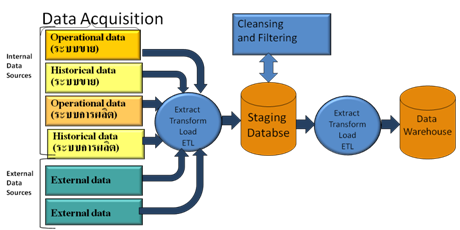 Data Acquisition
Internal
Data
Sources
Operational data
(ระบบขาย)
Historical data
(ระบบขาย)
Operational data
(ระบบการผลิต)
Historical data
(ระบบการผลิต)
External
Data
Sources
External data
External data
Extract
Transform
Load
ETL
Cleansing
and Filtering
Staging
Databse
Extract
Transform
Load
ETL
Data
Warehouse